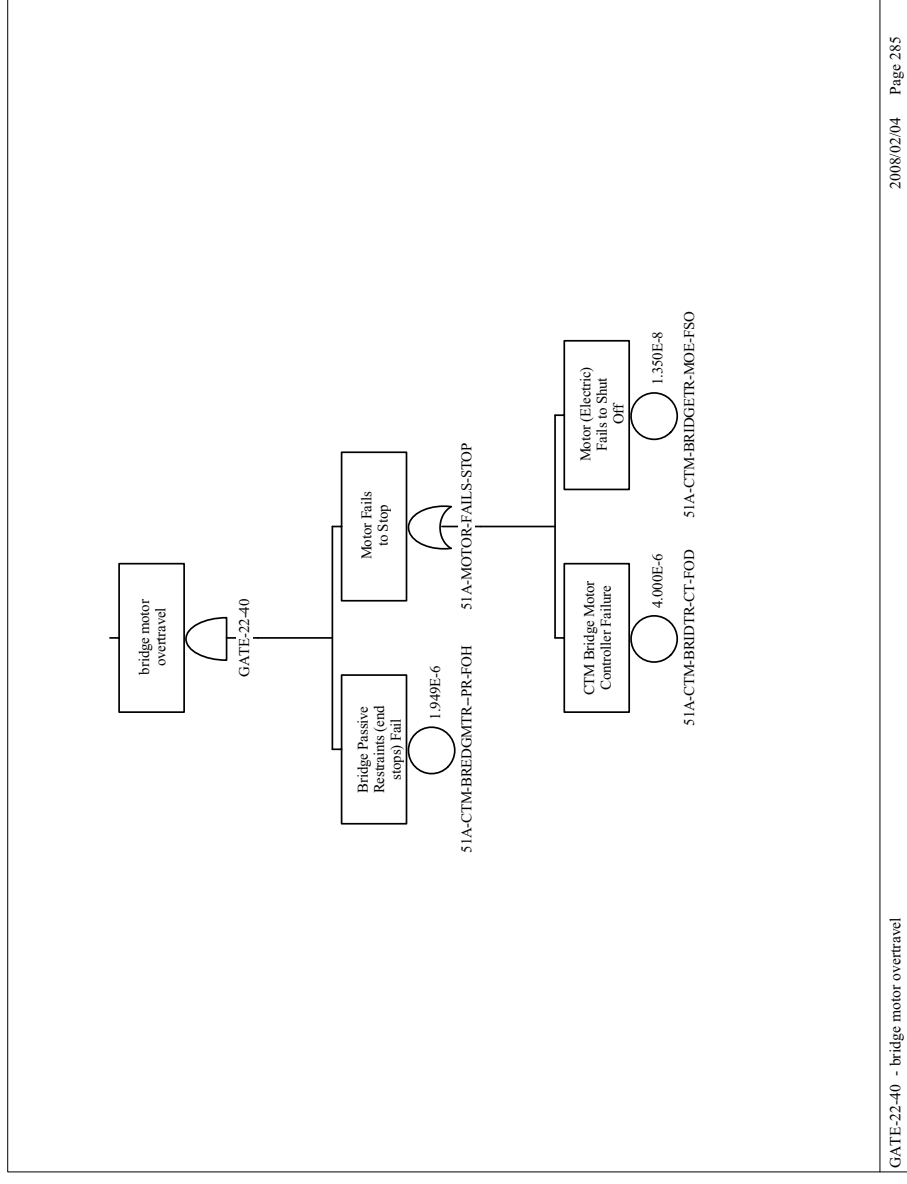 bridge motor
overtravel
GATE-22-40
Bridge Passive
Restraints (end
stops) Fail
1.949E-6
51A-CTM-BREDGMTR--PR-FOH
Motor Fails
to Stop
51A-MOTOR-FAILS-STOP
CTM Bridge Motor
Controller Failure
4.000E-6
51A-CTM-BRIDTR-CT-FOD
Motor (Electric)
Fails to Shut
Off
1.350E-8
51A-CTM-BRIDGETR-MOE-FSO
GATE-22-40 - bridge motor overtravel
2008/02/04 Page 285